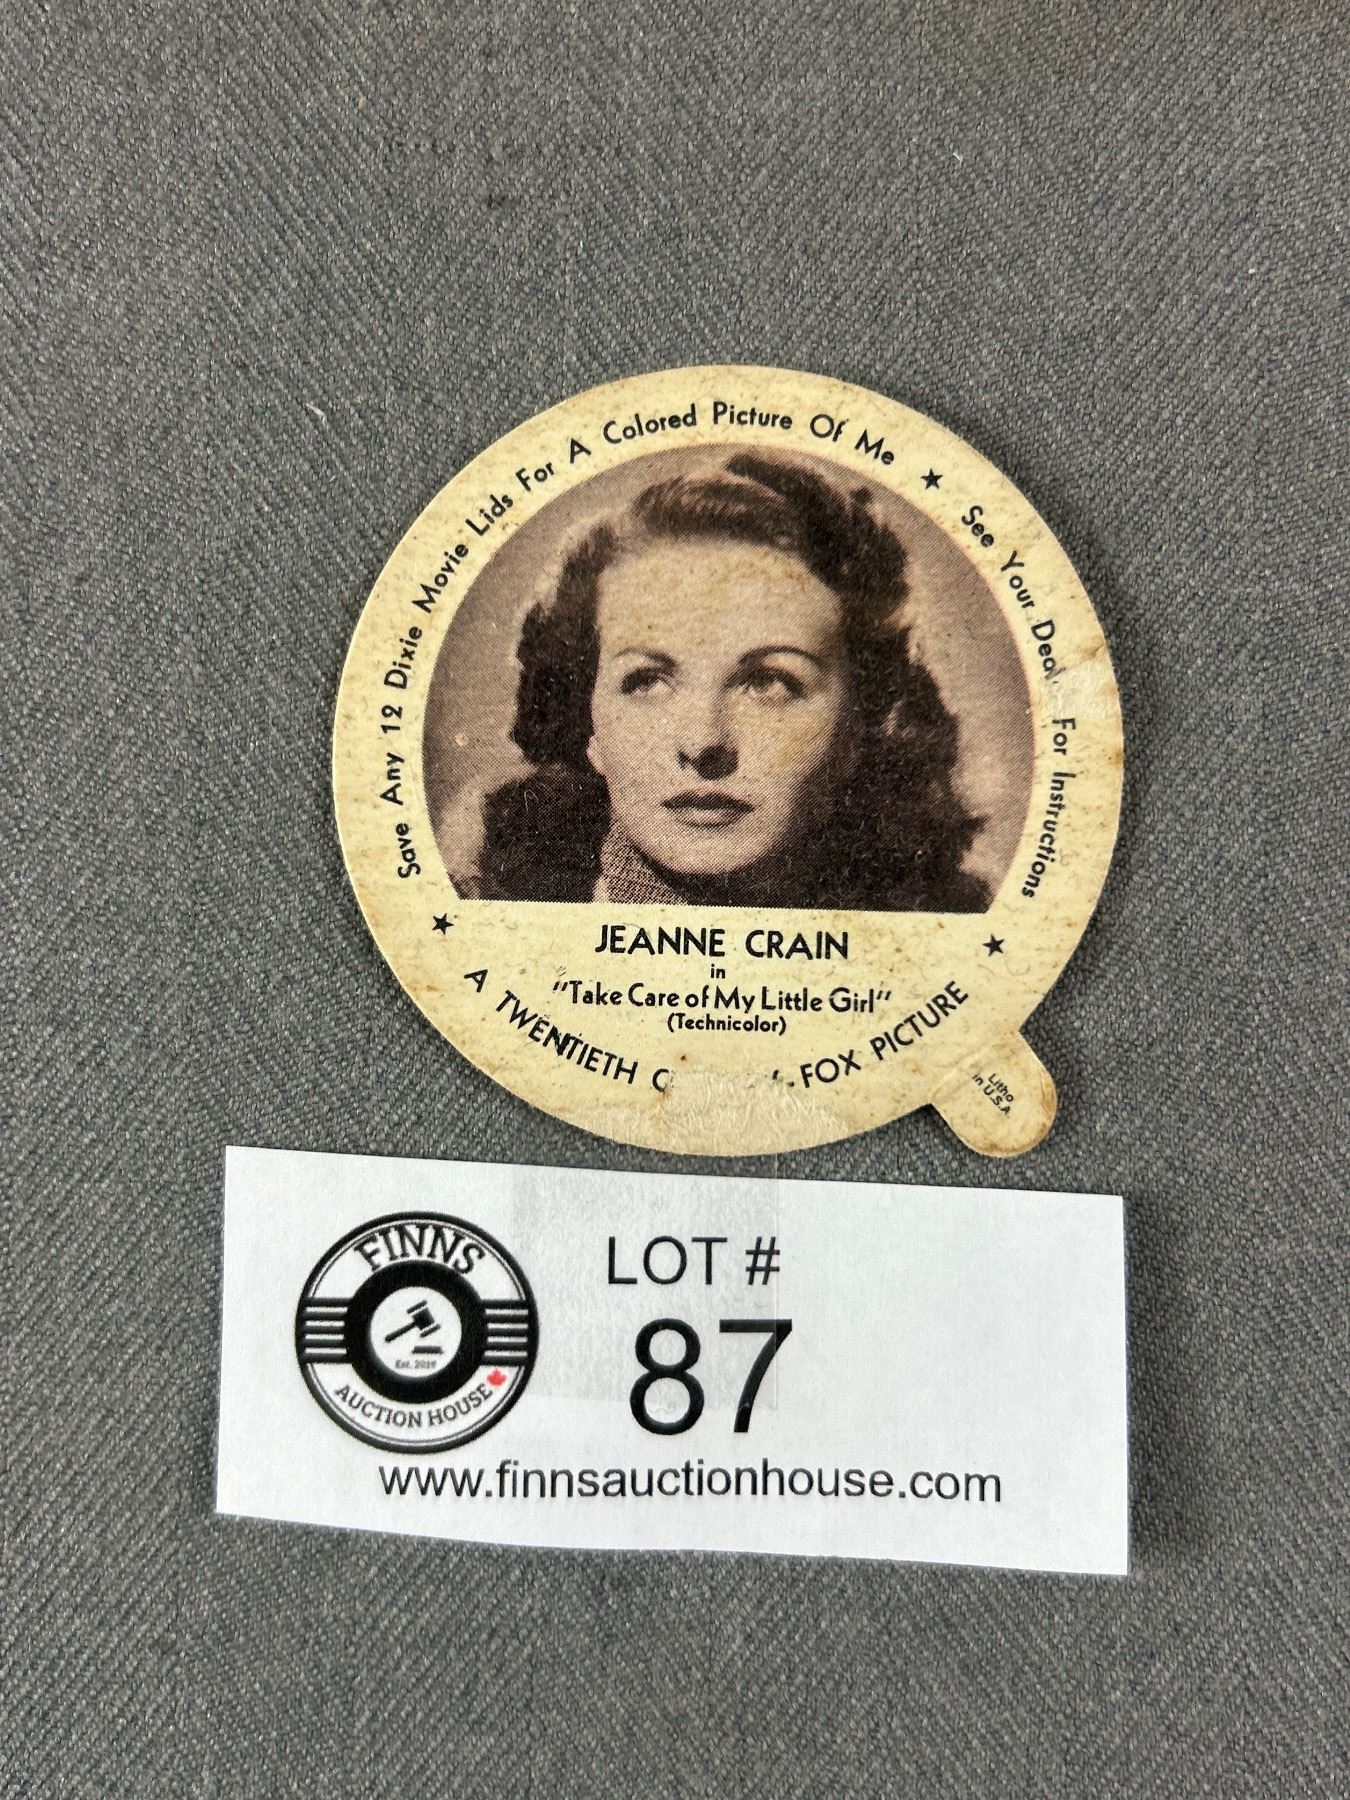 Save Any 12 Dixie Movie Lids For A Colored Picture Of Me ★ See Your Deal For Instructions
JEANNE CRAIN
in
"Take Care of My Little Girl"
(Technicolor)
★ A TWENTIETH C FOX PICTURE ★
Litho
in U.S.A.
FINNS
Est. 2019
AUCTION HOUSE
LOT #
87
www.finnsauctionhouse.com